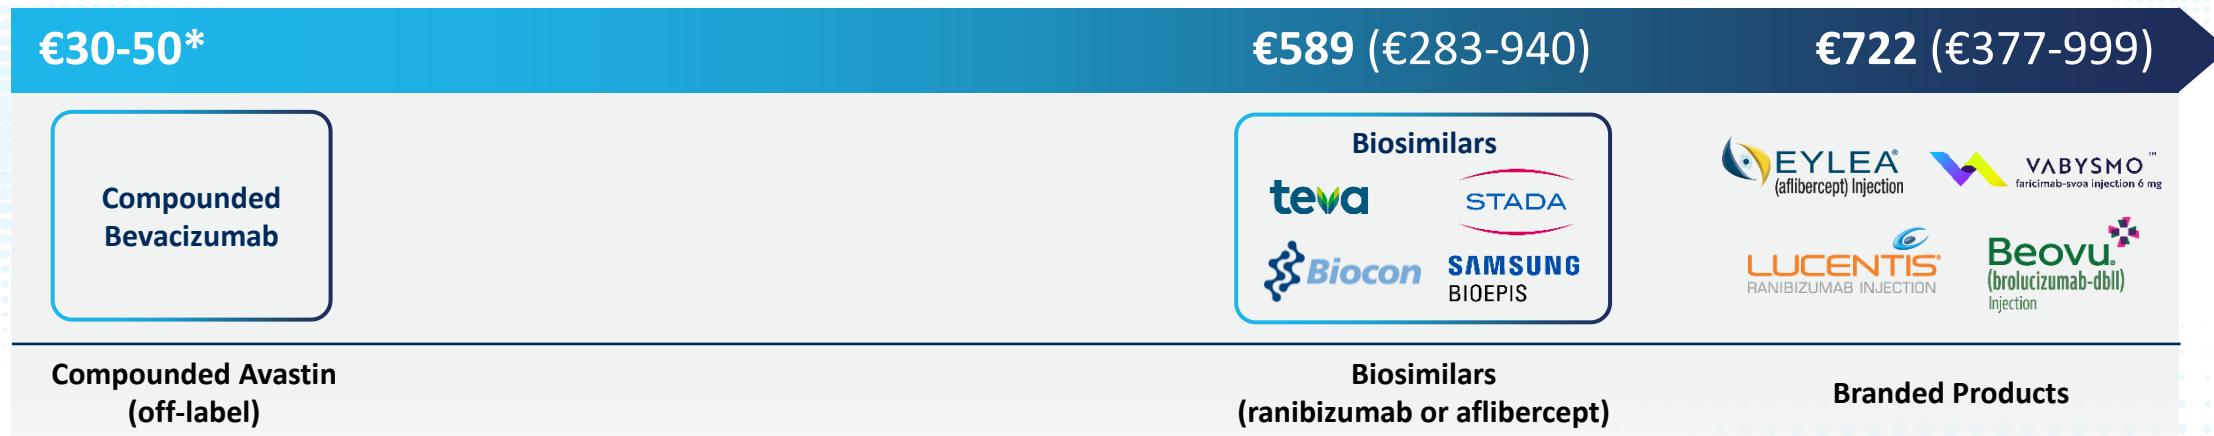 €30-50*
€589 (€283-940)
€722 (€377-999)
Compounded
Bevacizumab
Biosimilars
teva
STADA
Biocon
SAMSUNG
BIOEPIS
EYLEA®
(aflibercept) Injection
VABYSMO™
faricimab-svoa injection 6 mg
LUCENTIS®
RANIBIZUMAB INJECTION
Beovu®
(brolucizumab-dbll)
Injection
Compounded Avastin
(off-label)
Biosimilars
(ranibizumab or aflibercept)
Branded Products